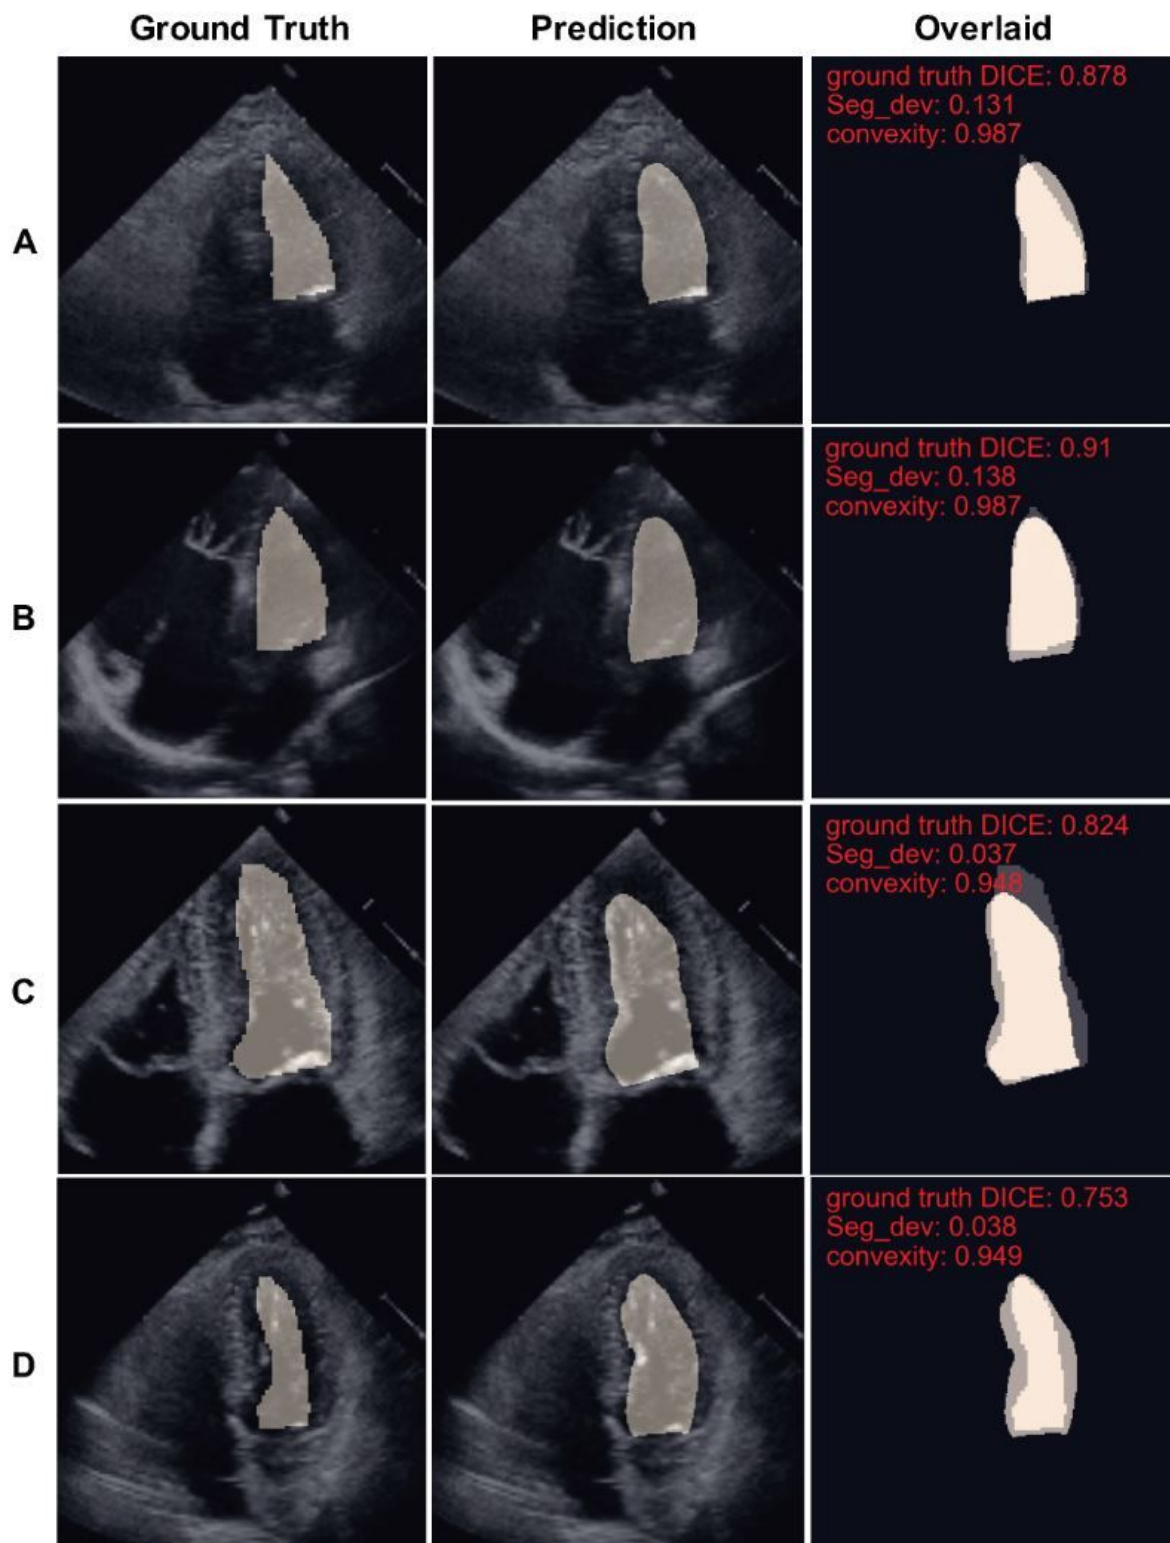 Ground Truth Prediction Overlaid
A
ground truth DICE: 0.878
Seg_dev: 0.131
convexity: 0.987
B
ground truth DICE: 0.91
Seg_dev: 0.138
convexity: 0.987
C
ground truth DICE: 0.824
Seg_dev: 0.037
convexity: 0.948
D
ground truth DICE: 0.753
Seg_dev: 0.038
convexity: 0.949